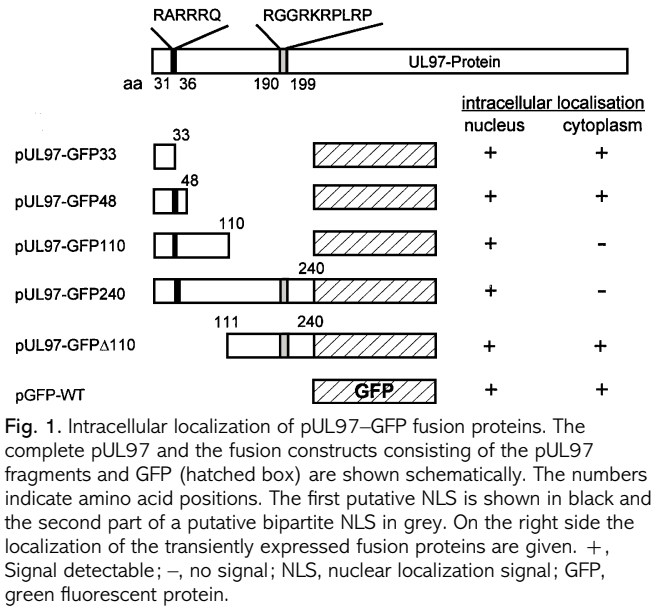 RARRRQ RGGRKRPLRP
UL97-Protein
aa 31 36 190 199
intracellular localisation
nucleus cytoplasm
33
pUL97-GFP33 + +
48
pUL97-GFP48 + +
110
pUL97-GFP110 + -
240
pUL97-GFP240 + -
111 240
pUL97-GFPΔ110 + +
pGFP-WT GFP + +
Fig. 1. Intracellular localization of pUL97–GFP fusion proteins. The
complete pUL97 and the fusion constructs consisting of the pUL97
fragments and GFP (hatched box) are shown schematically. The numbers
indicate amino acid positions. The first putative NLS is shown in black and
the second part of a putative bipartite NLS in grey. On the right side the
localization of the transiently expressed fusion proteins are given. +,
Signal detectable; –, no signal; NLS, nuclear localization signal; GFP,
green fluorescent protein.